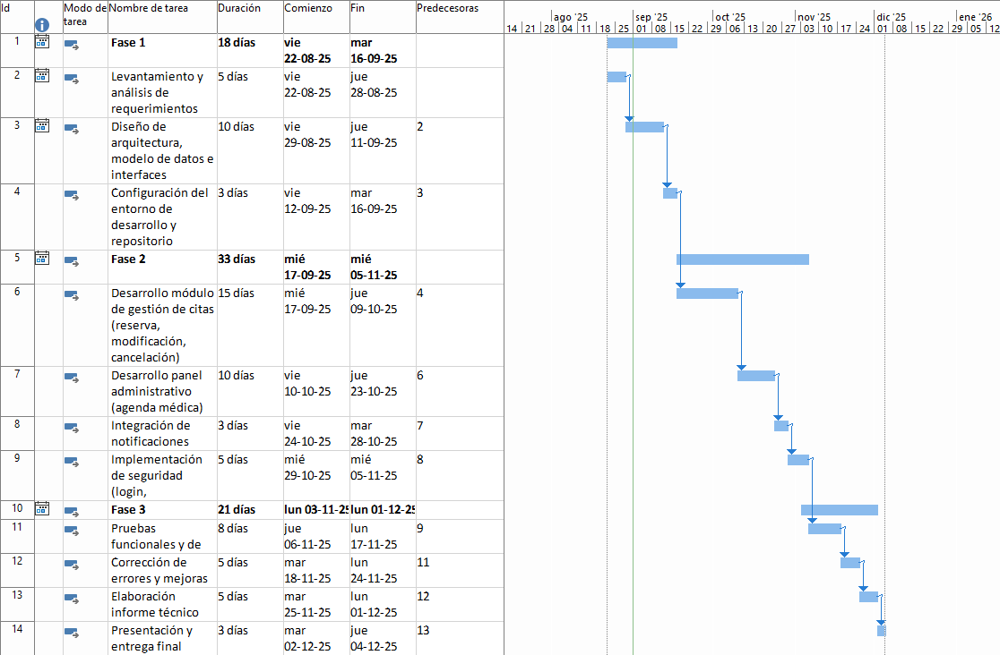 Id Modo de Nombre de tarea Duración Comienzo Fin Predecesoras
tarea
ago '25 sep '25 oct '25 nov '25 dic '25 ene '26
14 21 28 04 11 18 25 01 08 15 22 29 06 13 20 27 03 10 17 24 01 08 15 22 29 05 12
1 Fase 1 18 días vie mar
22-08-25 16-09-25
2 Levantamiento y 5 días vie jue
análisis de 22-08-25 28-08-25
requerimientos
3 Diseño de 10 días vie jue 2
arquitectura, 29-08-25 11-09-25
modelo de datos e
interfaces
4 Configuración del 3 días vie mar 3
entorno de 12-09-25 16-09-25
desarrollo y
repositorio
5 Fase 2 33 días mié mié
17-09-25 05-11-25
6 Desarrollo módulo 15 días mié jue 4
de gestión de citas 17-09-25 09-10-25
(reserva,
modificación,
cancelación)
7 Desarrollo panel 10 días vie jue 6
administrativo 10-10-25 23-10-25
(agenda médica)
8 Integración de 3 días vie mar 7
notificaciones 24-10-25 28-10-25
9 Implementación 5 días mié mié 8
de seguridad 29-10-25 05-11-25
(login,
10 Fase 3 21 días lun 03-11-25 lun 01-12-25
11 Pruebas 8 días jue lun 9
funcionales y de 06-11-25 17-11-25
12 Corrección de 5 días mar lun 11
errores y mejoras 18-11-25 24-11-25
13 Elaboración 5 días mar lun 12
informe técnico 25-11-25 01-12-25
14 Presentación y 3 días mar jue 13
entrega final 02-12-25 04-12-25